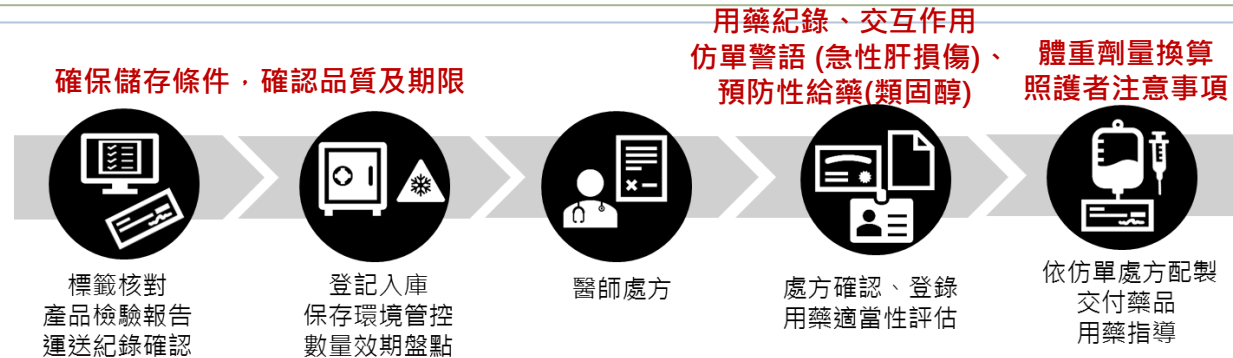 確保儲存條件，確認品質及期限
用藥紀錄、交互作用
仿單警語 (急性肝損傷)、
預防性給藥(類固醇)
體重劑量換算
照護者注意事項
標籤核對
產品檢驗報告
運送紀錄確認
登記入庫
保存環境管控
數量效期盤點
醫師處方
處方確認、登錄
用藥適當性評估
依仿單處方配製
交付藥品
用藥指導